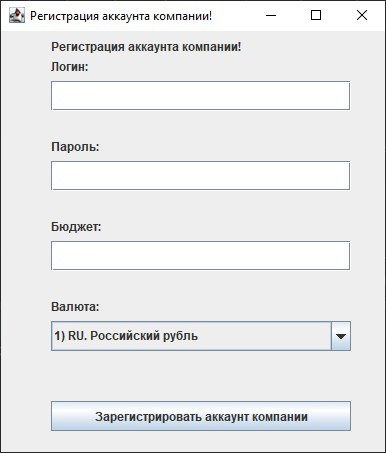 Регистрация аккаунта компании!
Регистрация аккаунта компании!
Логин:
Пароль:
Бюджет:
Валюта:
1) RU. Российский рубль
Зарегистрировать аккаунт компании